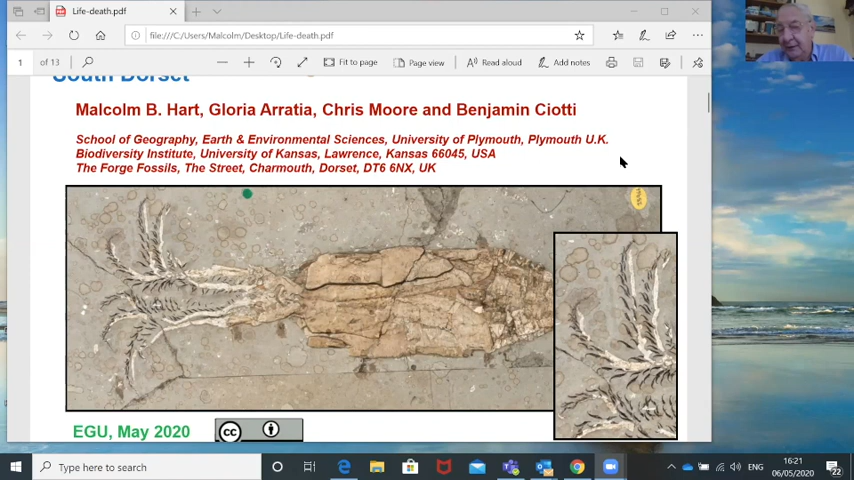 Life-death.pdf
file:///C:/Users/Malcolm/Desktop/Life-death.pdf
1 of 13
Fit to page
Page view
Read aloud
Add notes
South Dorset
Malcolm B. Hart, Gloria Arratia, Chris Moore and Benjamin Ciotti
School of Geography, Earth & Environmental Sciences, University of Plymouth, Plymouth U.K.
Biodiversity Institute, University of Kansas, Lawrence, Kansas 66045, USA
The Forge Fossils, The Street, Charmouth, Dorset, DT6 6NX, UK
EGU, May 2020
cc
Type here to search
ENG
16:21
06/05/2020
22